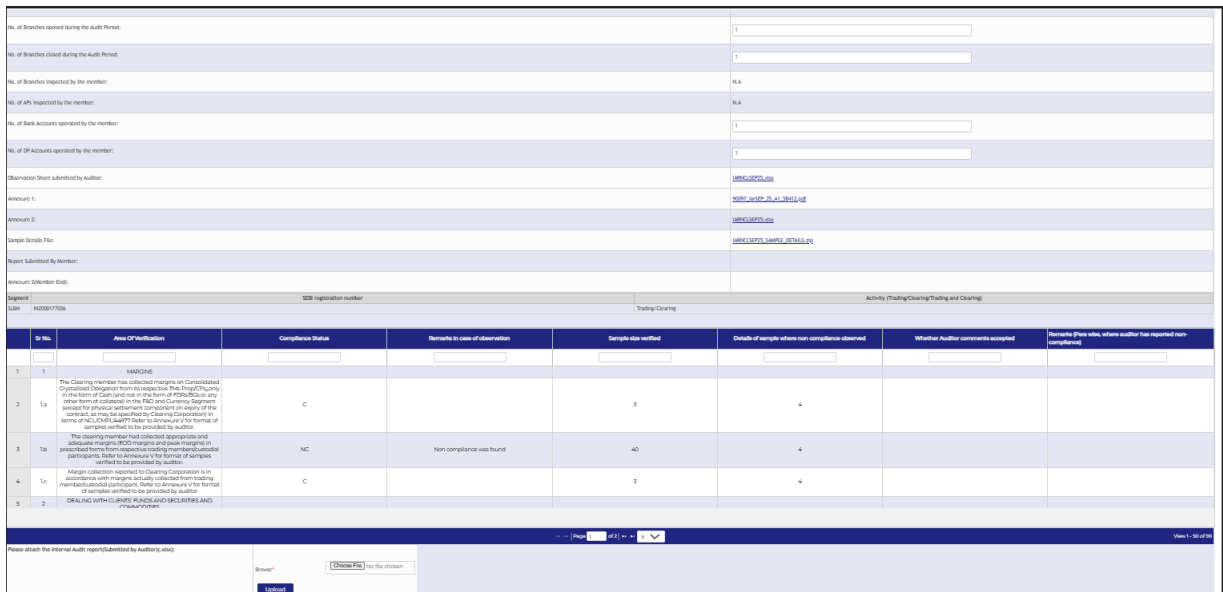 No. of Branches opened during the Audit Period:
1
No. of Branches closed during the Audit Period:
1
No. of Branches inspected by the member:
N.A
No. of APs inspected by the member:
N.A
No. of Bank Accounts operated by the member:
1
No. of DP Accounts operated by the member:
1
Observation Sheet submitted by Auditor:
IARNCLSEP25.xlsx
Annexure 1:
90097_IarSEP_25_A1_SB412.pdf
Annexure 2:
IARNCLSEP25.xlsx
Sample Details File:
IARNCLSEP25_SAMPLE_DETAILS.zip
Report Submitted By Member:
Annexure 3(Member End):
Segment SEBI registration number Activity (Trading/Clearing/Trading and Clearing)
SLBM INZ000177036 Trading/Clearing
Sr No. Area Of Verification Compliance Status Remarks in case of observation Sample size verified Details of sample where non compliance observed Whether Auditor comments accepted Remarks (Para wise, where auditor has reported non-
compliance)
1 1 MARGINS
The Clearing member has collected margins on Consolidated
Crystallized Obligation from its respective TMs-Prop/CPs,only
in the form of Cash (and not in the form of FDRs/BGs or any
other form of collateral) in the F&O and Currency Segment
(except for physical settlement component on expiry of the
contract, as may be specified by Clearing Corporation) in
terms of NCL/CMPL/44977 Refer to Annexure V for format of
samples verified to be provided by auditor.
2 1.a C 3 4
The clearing member had collected appropriate and
adequate margins (EOD margins and peak margins) in
prescribed forms from respective trading members/custodial
participants. Refer to Annexure V for format of samples
verified to be provided by auditor.
3 1.b NC Non compliance was found 40 4
Margin collection reported to Clearing Corporation is in
accordance with margins actually collected from trading
member/custodial participant. Refer to Annexure V for format
of samples verified to be provided by auditor
4 1.c C 3 4
5 2 DEALING WITH CLIENTS' FUNDS AND SECURITIES AND
COMMODITIES
Page 1 of 2
View 1 - 50 of 90
Please attach the Internal Audit report(Submitted by Auditor)(.xlsx):
Browse*
Choose File No file chosen
Upload